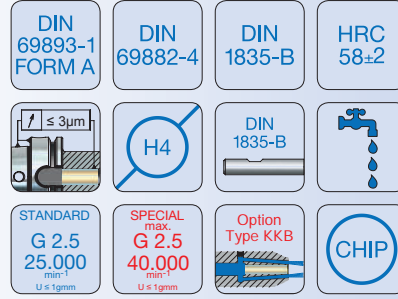 DIN
69893-1
FORM A
DIN
69882-4
DIN
1835-B
HRC
58±2
≤ 3µm
H4
DIN
1835-B
STANDARD
G 2.5
25.000
min⁻¹
U ≤ 1gmm
SPECIAL
max.
G 2.5
40.000
min⁻¹
U ≤ 1gmm
Option
Type KKB
CHIP